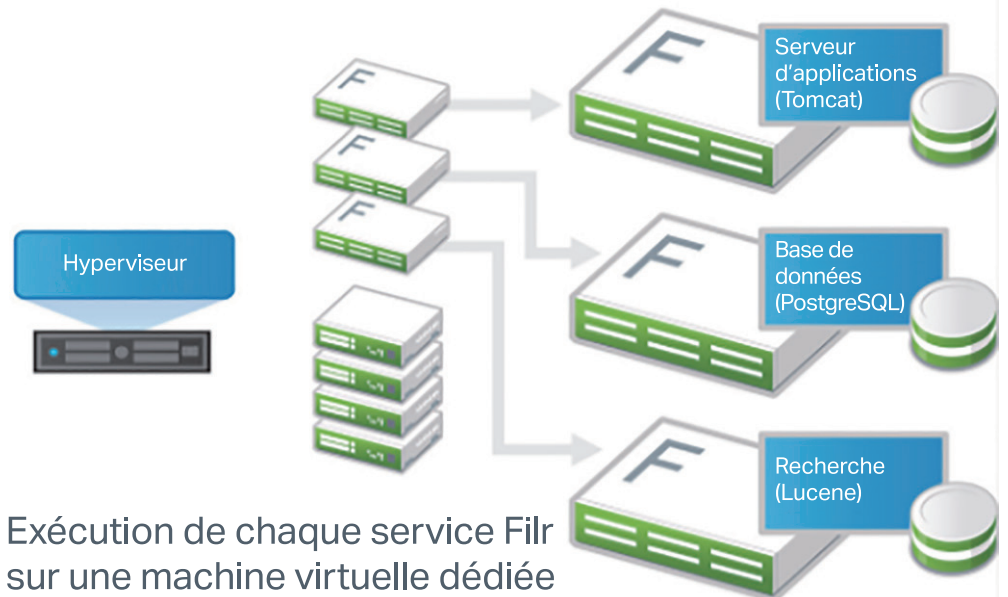 F
Serveur
d'applications
(Tomcat)
F
F
F
Hyperviseur
F
Base de
données
(PostgreSQL)
F
Recherche
(Lucene)
Exécution de chaque service Filr
sur une machine virtuelle dédiée